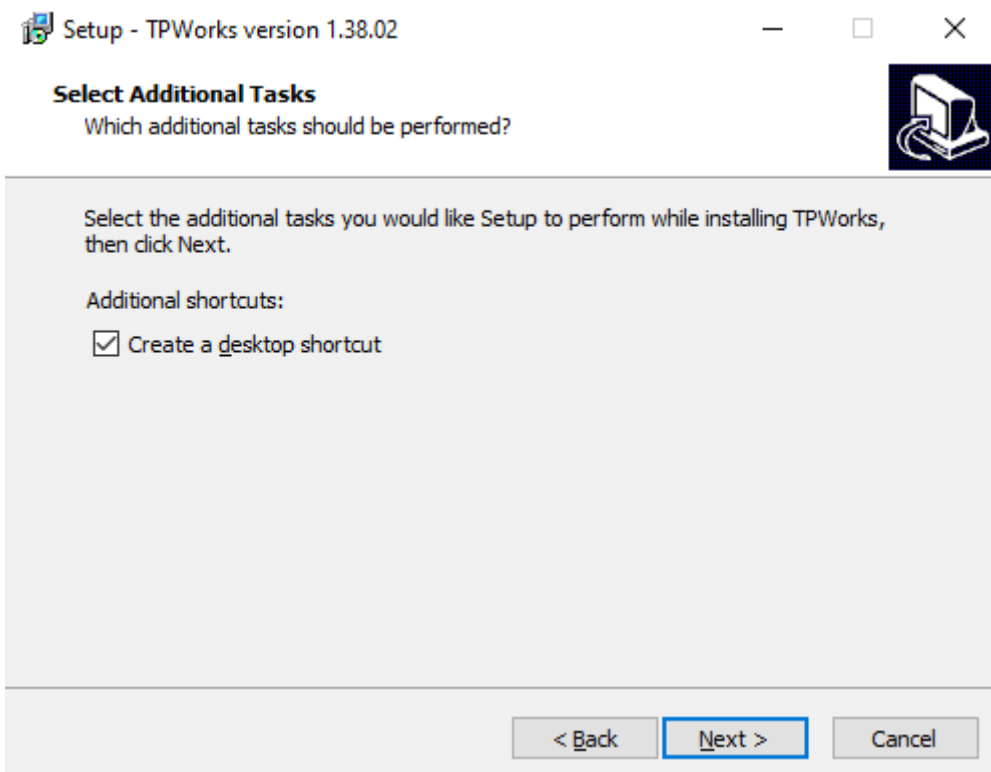 Setup - TPWorks version 1.38.02
Select Additional Tasks
Which additional tasks should be performed?
Select the additional tasks you would like Setup to perform while installing TPWorks,
then click Next.
Additional shortcuts:
Create a desktop shortcut
< Back
Next >
Cancel